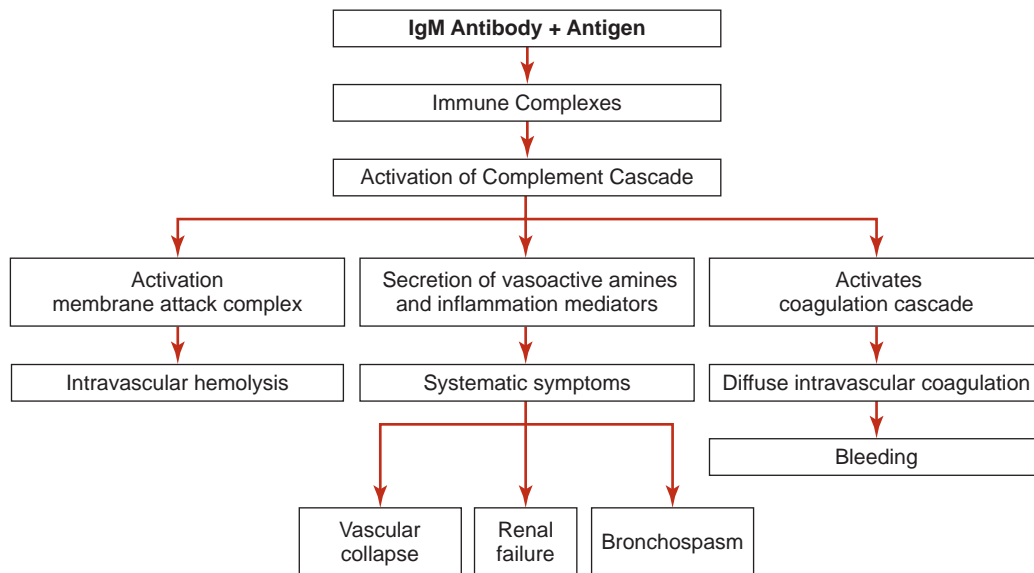 IgM Antibody + Antigen
Immune Complexes
Activation of Complement Cascade
Activation
membrane attack complex
Secretion of vasoactive amines
and inflammation mediators
Activates
coagulation cascade
Intravascular hemolysis
Systematic symptoms
Diffuse intravascular coagulation
Bleeding
Vascular
collapse
Renal
failure
Bronchospasm